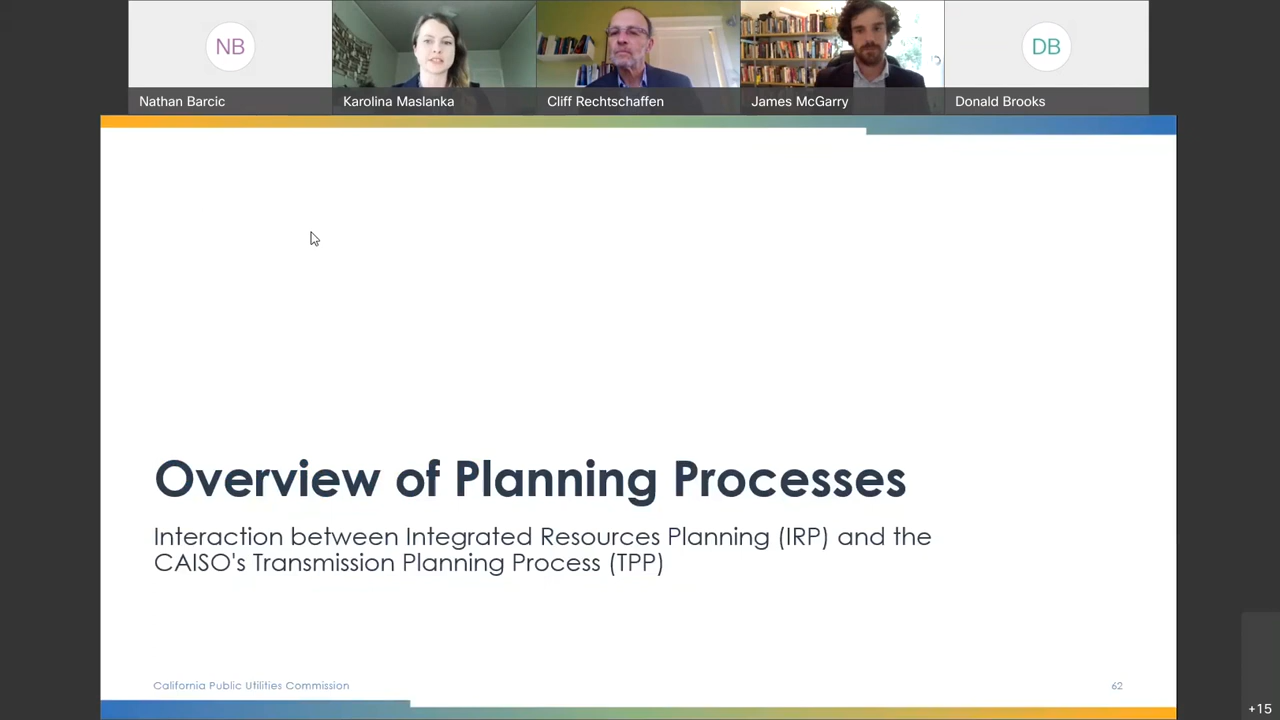 NB
DB
Nathan Barcic
Karolina Maslanka
Cliff Rechtschaffen
James McGarry
Donald Brooks
Overview of Planning Processes
Interaction between Integrated Resources Planning (IRP) and the
CAISO's Transmission Planning Process (TPP)
California Public Utilities Commission
62
+15